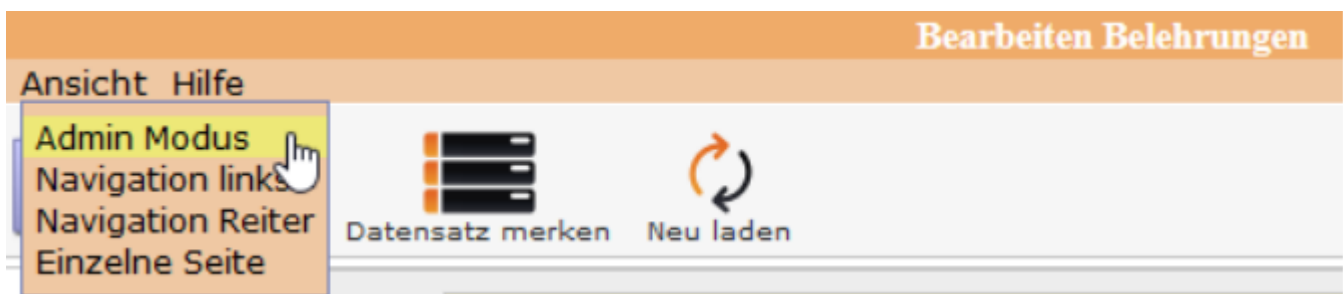 Bearbeiten Belehrungen
Ansicht Hilfe
Admin Modus
Navigation links
Navigation Reiter
Einzelne Seite
Datensatz merken Neu laden